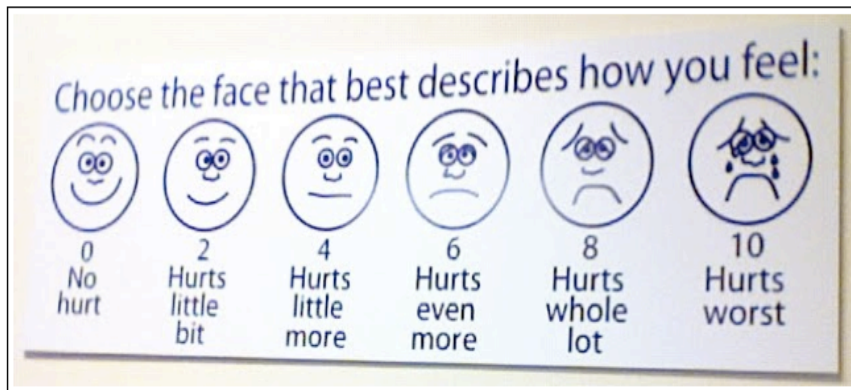 Choose the face that best describes how you feel:
0 2 4 6 8 10
No Hurts Hurts Hurts Hurts Hurts
hurt little little even whole worst
bit more more lot